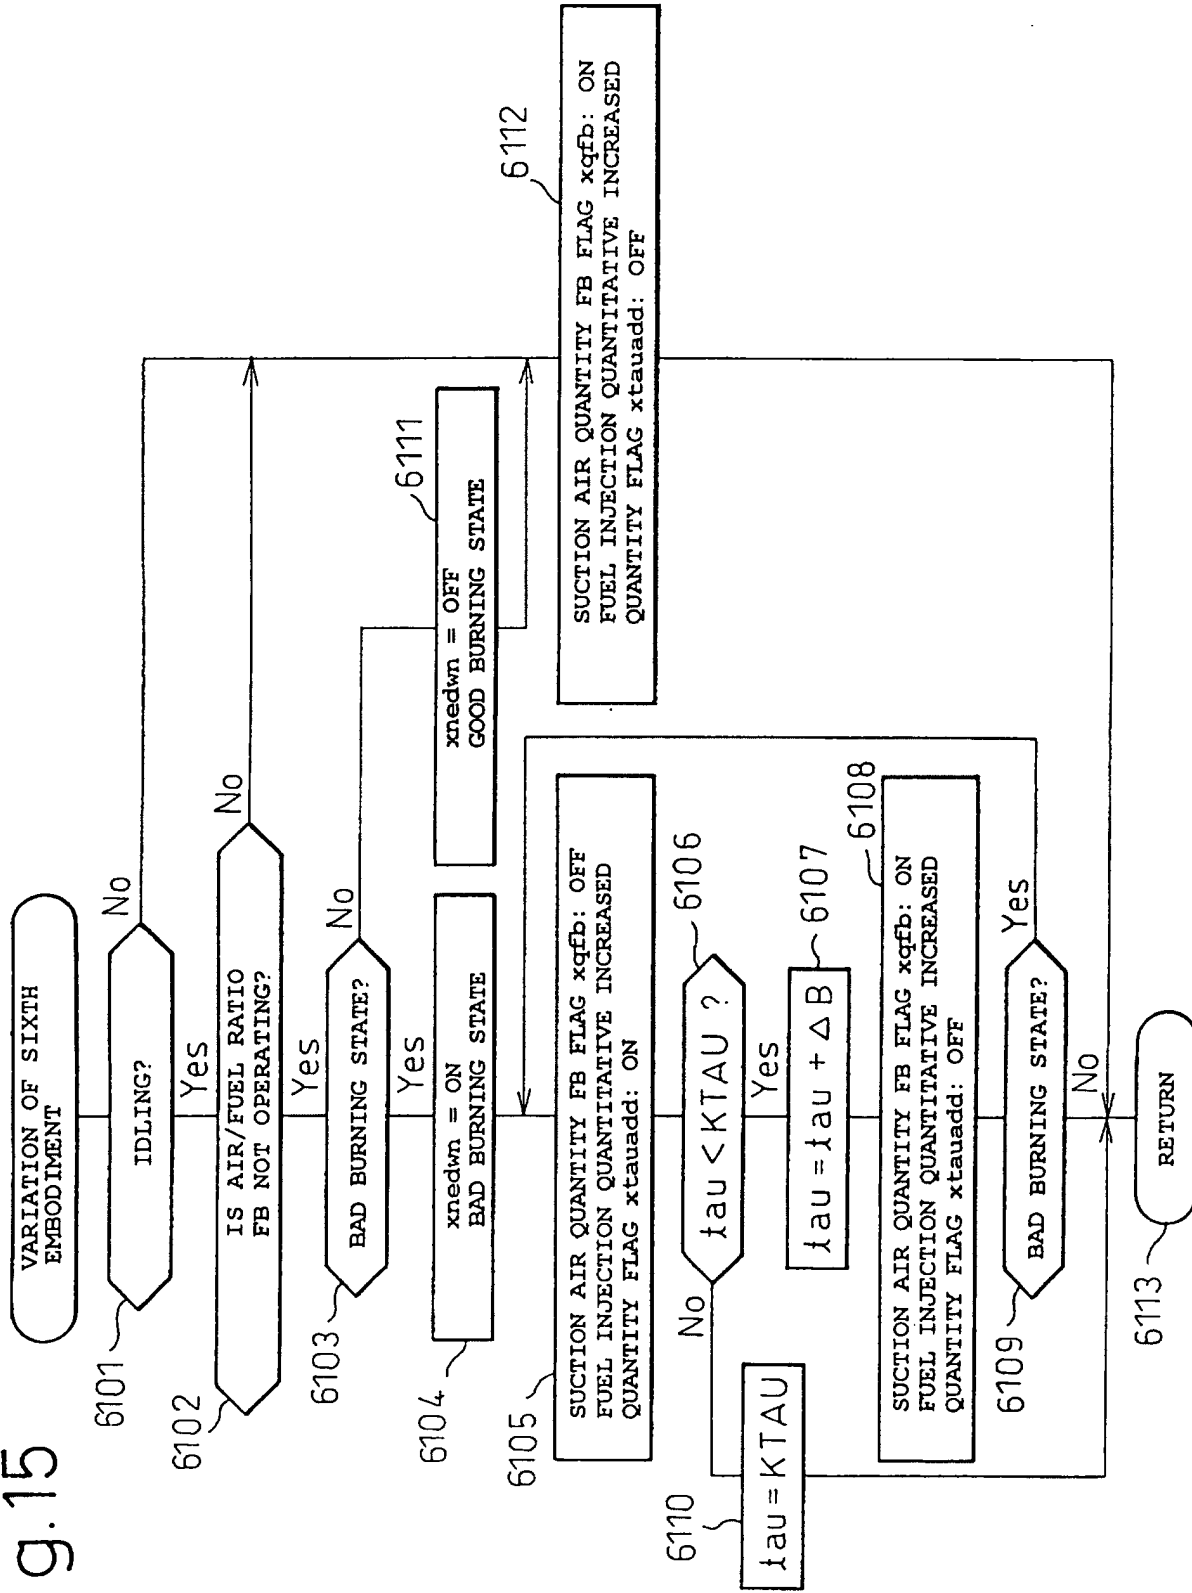 g. 15
VARIATION OF SIXTH
EMBODIMENT
6101
IDLING?
No
Yes
6102
IS AIR/FUEL RATIO
FB NOT OPERATING?
No
Yes
6103
BAD BURNING STATE?
No
Yes
6104
xnedwn = ON
BAD BURNING STATE
6111
xnedwn = OFF
GOOD BURNING STATE
6105
SUCTION AIR QUANTITY FB FLAG xqfb: OFF
FUEL INJECTION QUANTITATIVE INCREASED
QUANTITY FLAG xtauadd: ON
6112
SUCTION AIR QUANTITY FB FLAG xqfb: ON
FUEL INJECTION QUANTITATIVE INCREASED
QUANTITY FLAG xtauadd: OFF
6106
tau < KTAU ?
No
Yes
6110
tau = KTAU
6107
tau = tau + △B
6108
SUCTION AIR QUANTITY FB FLAG xqfb: ON
FUEL INJECTION QUANTITATIVE INCREASED
QUANTITY FLAG xtauadd: OFF
6109
BAD BURNING STATE?
Yes
No
6113
RETURN